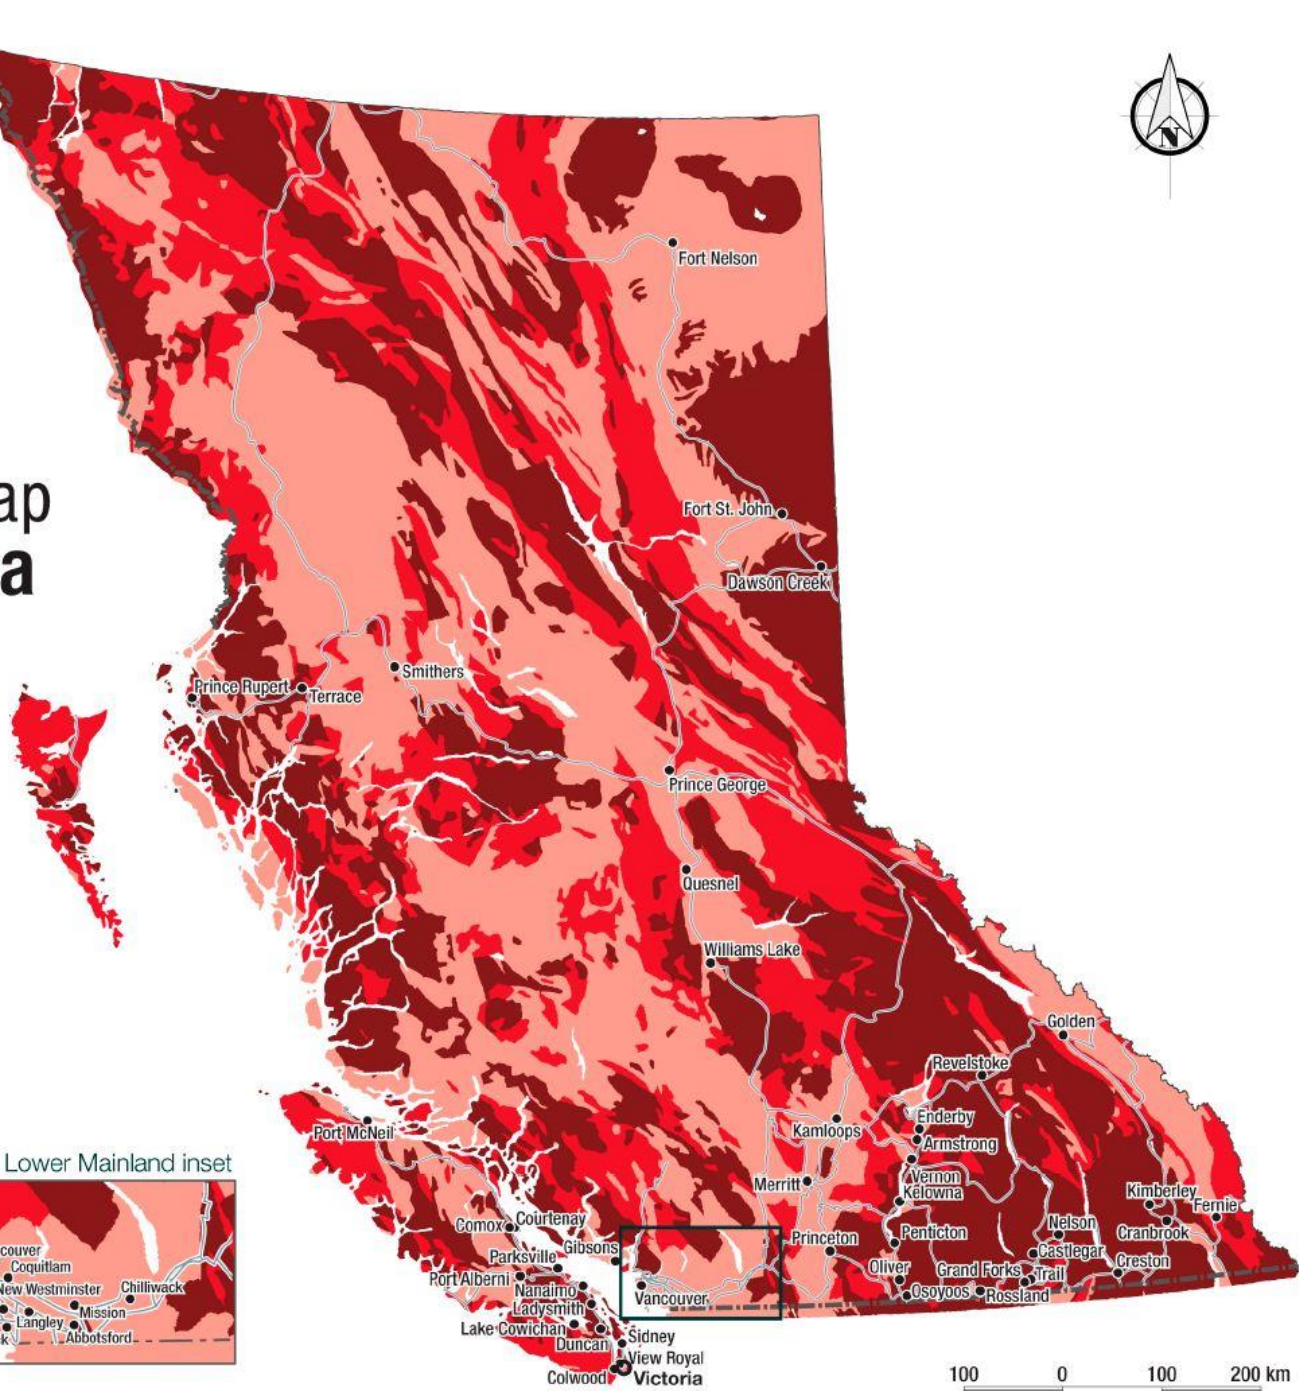 N
Fort Nelson
ap
a
Fort St. John
Dawson Creek
Prince Rupert
Terrace
Smithers
Prince George
Quesnel
Williams Lake
Golden
Revelstoke
Enderby
Armstrong
Vernon
Kelowna
Kamloops
Merritt
Port McNeil
Lower Mainland inset
couver
Coquitlam
New Westminster
Chilliwack
Mission
Langley
Abbotsford
k
Comox
Courtenay
Parksville
Gibsons
Port Alberni
Nanaimo
Ladysmith
Lake Cowichan
Duncan
Sidney
View Royal
Colwood
Victoria
Vancouver
Princeton
Penticton
Oliver
Osoyoos
Grand Forks
Rossland
Trail
Castlegar
Nelson
Creston
Kimberley
Cranbrook
Fernie
100 0 100 200 km